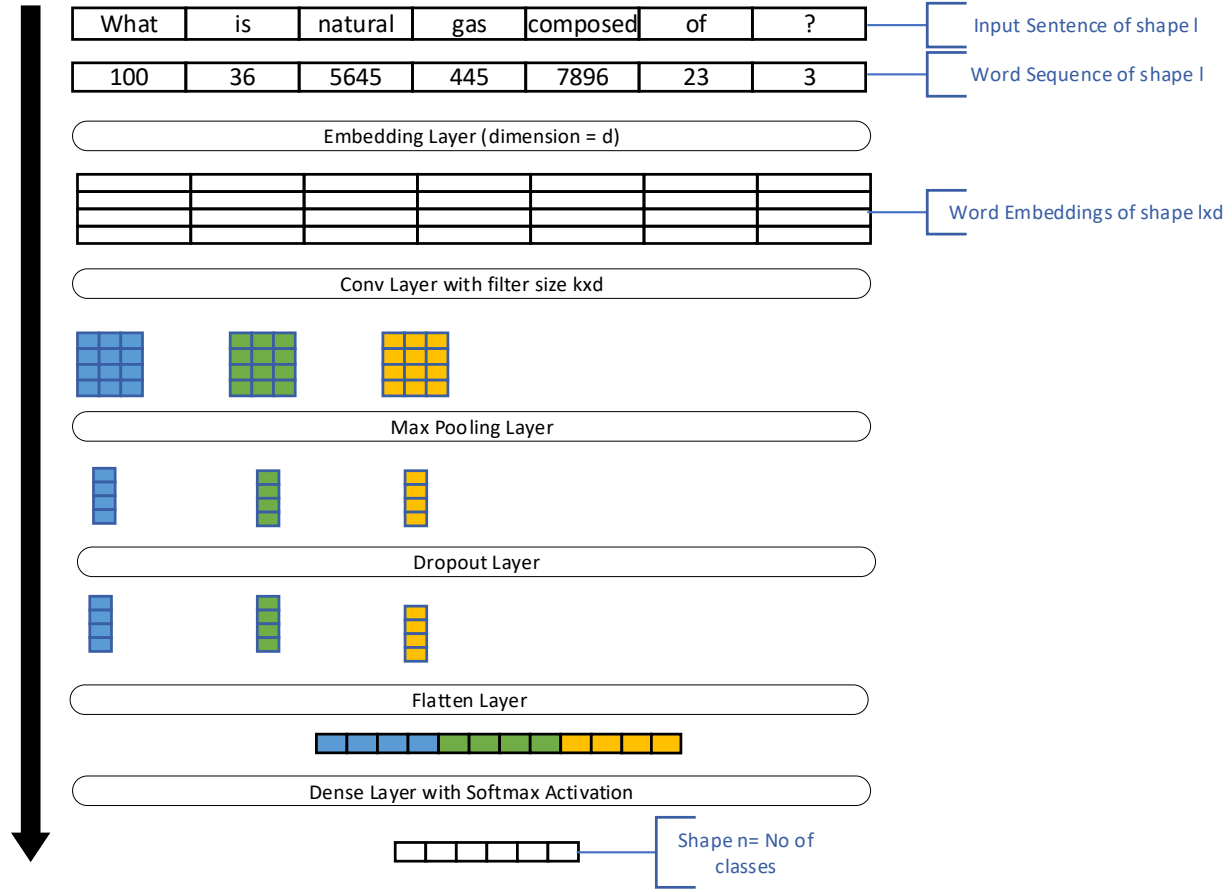 What is natural gas composed of ?
Input Sentence of shape l
100 36 5645 445 7896 23 3
Word Sequence of shape l
Embedding Layer (dimension = d)
Word Embeddings of shape lxd
Conv Layer with filter size kxd
Max Pooling Layer
Dropout Layer
Flatten Layer
Dense Layer with Softmax Activation
Shape n= No of
classes